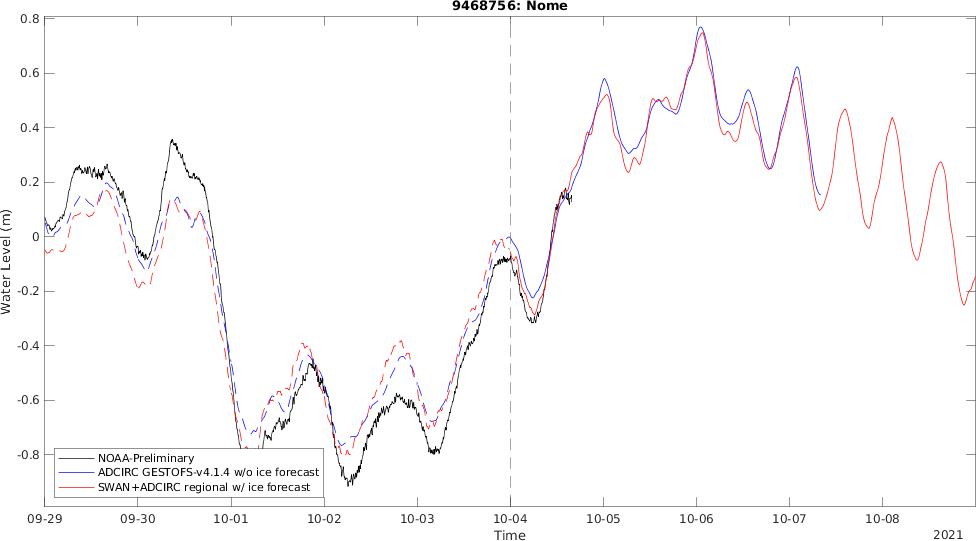 9468756: Nome
0.8
0.6
0.4
0.2
0
-0.2
-0.4
-0.6
-0.8
Water Level (m)
NOAA-Preliminary
ADCIRC GESTOFS-v4.1.4 w/o ice forecast
SWAN+ADCIRC regional w/ ice forecast
09-29 09-30 10-01 10-02 10-03 10-04 10-05 10-06 10-07 10-08
Time
2021